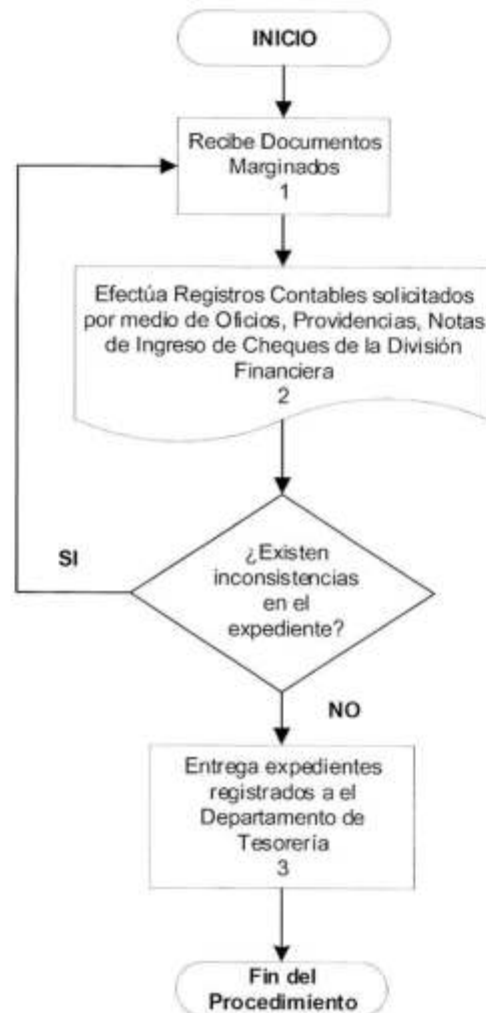 INICIO
Recibe Documentos
Marginados
1
Efectúa Registros Contables solicitados
por medio de Oficios, Providencias, Notas
de Ingreso de Cheques de la División
Financiera
2
¿Existen
inconsistencias
en el
expediente?
SI
NO
Entrega expedientes
registrados a el
Departamento de
Tesorería
3
Fin del
Procedimiento